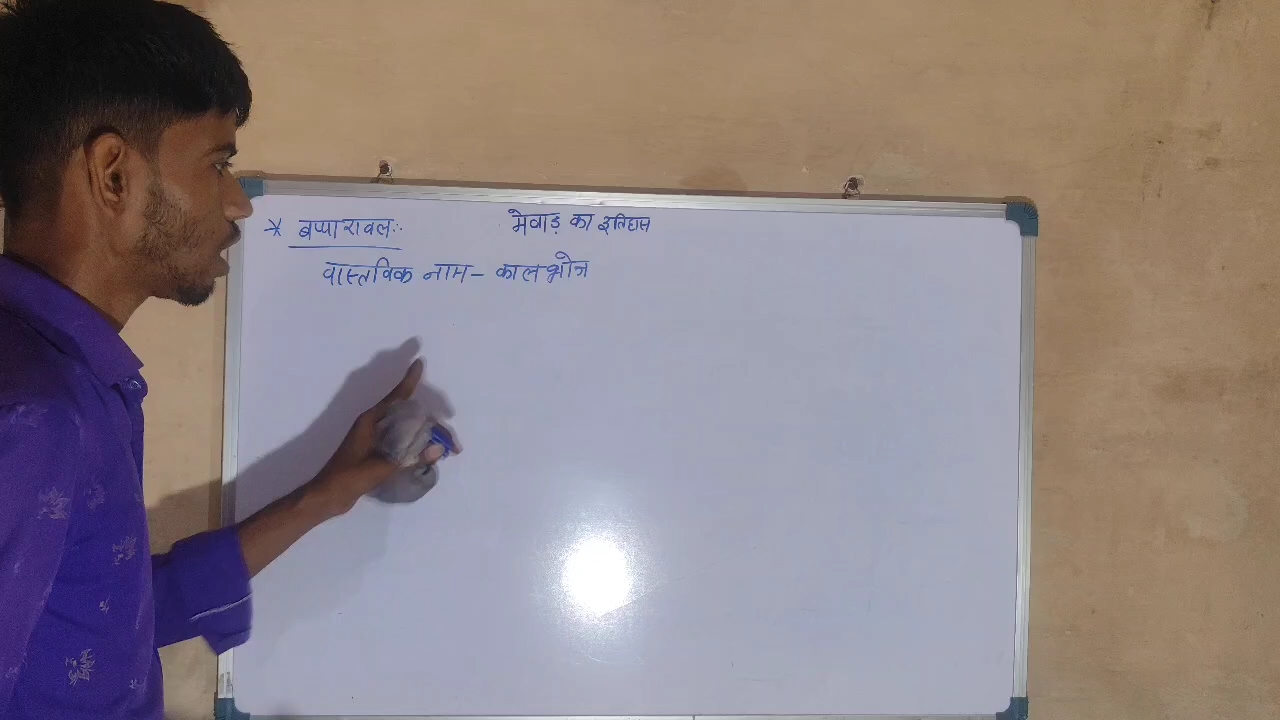 मेवाड़ का इतिहास
* बप्पा रावल:-
वास्तविक नाम - कालभोज